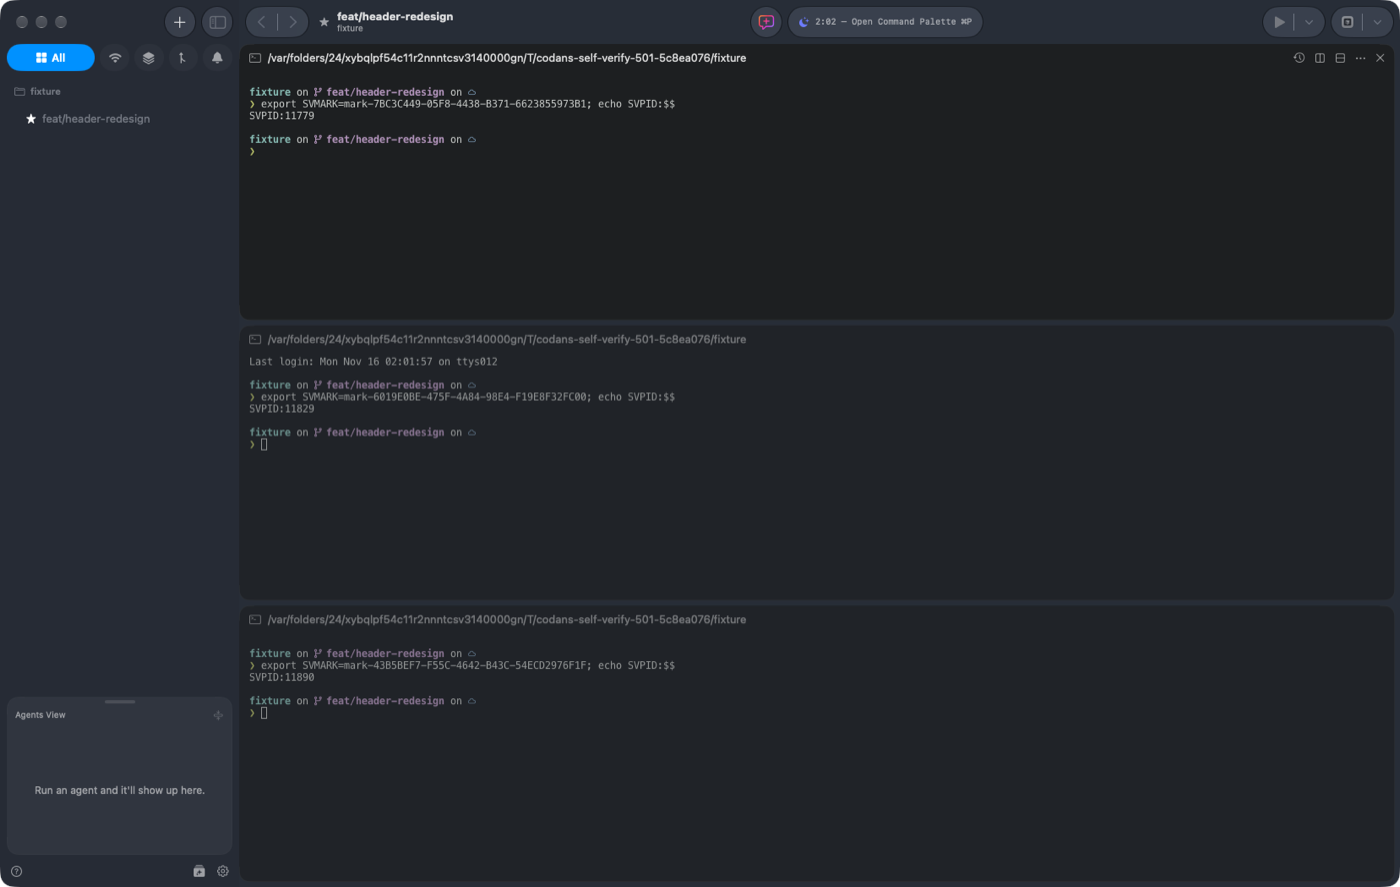 feat/header-redesign
fixture
2:02 — Open Command Palette ⌘P
All
fixture
feat/header-redesign
/var/folders/24/xybqlpf54c11r2nnntcsv3140000gn/T/codans-self-verify-501-5c8ea076/fixture
fixture on feat/header-redesign on
❯ export SVMARK=mark-7BC3C449-05F8-4438-B371-6623855973B1; echo SVPID:$$
SVPID:11779
fixture on feat/header-redesign on
❯
/var/folders/24/xybqlpf54c11r2nnntcsv3140000gn/T/codans-self-verify-501-5c8ea076/fixture
Last login: Mon Nov 16 02:01:57 on ttys012
fixture on feat/header-redesign on
❯ export SVMARK=mark-6019E0BE-475F-4A84-98E4-F19E8F32FC00; echo SVPID:$$
SVPID:11829
fixture on feat/header-redesign on
❯
/var/folders/24/xybqlpf54c11r2nnntcsv3140000gn/T/codans-self-verify-501-5c8ea076/fixture
fixture on feat/header-redesign on
❯ export SVMARK=mark-43B5BEF7-F55C-4642-B43C-54ECD2976F1F; echo SVPID:$$
SVPID:11890
fixture on feat/header-redesign on
❯
Agents View
Run an agent and it'll show up here.